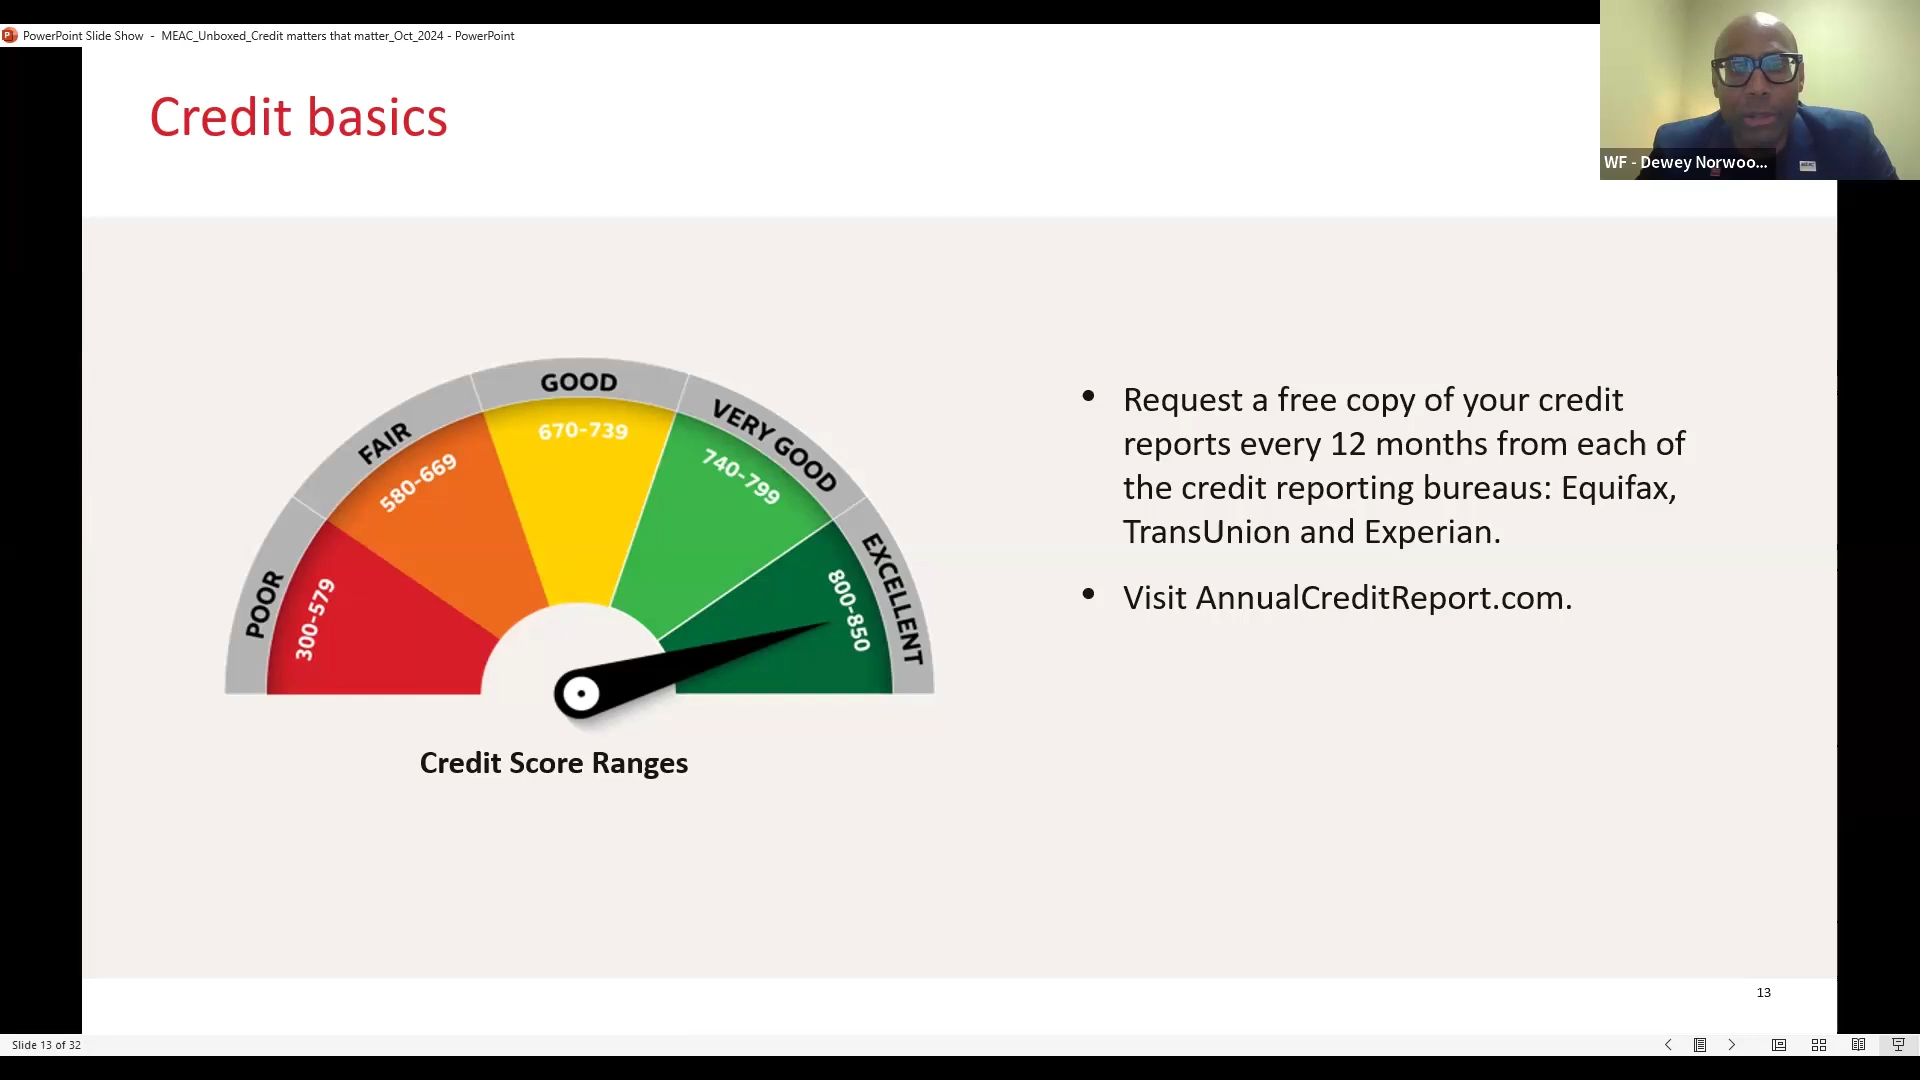 PowerPoint Slide Show - MEAC_Unboxed_Credit matters that matter_Oct_2024 - PowerPoint
WF - Dewey Norwoo...
Credit basics
POOR
300-579
FAIR
580-669
GOOD
670-739
VERY GOOD
740-799
EXCELLENT
800-850
Credit Score Ranges
• Request a free copy of your credit
reports every 12 months from each of
the credit reporting bureaus: Equifax,
TransUnion and Experian.
• Visit AnnualCreditReport.com.
13
Slide 13 of 32